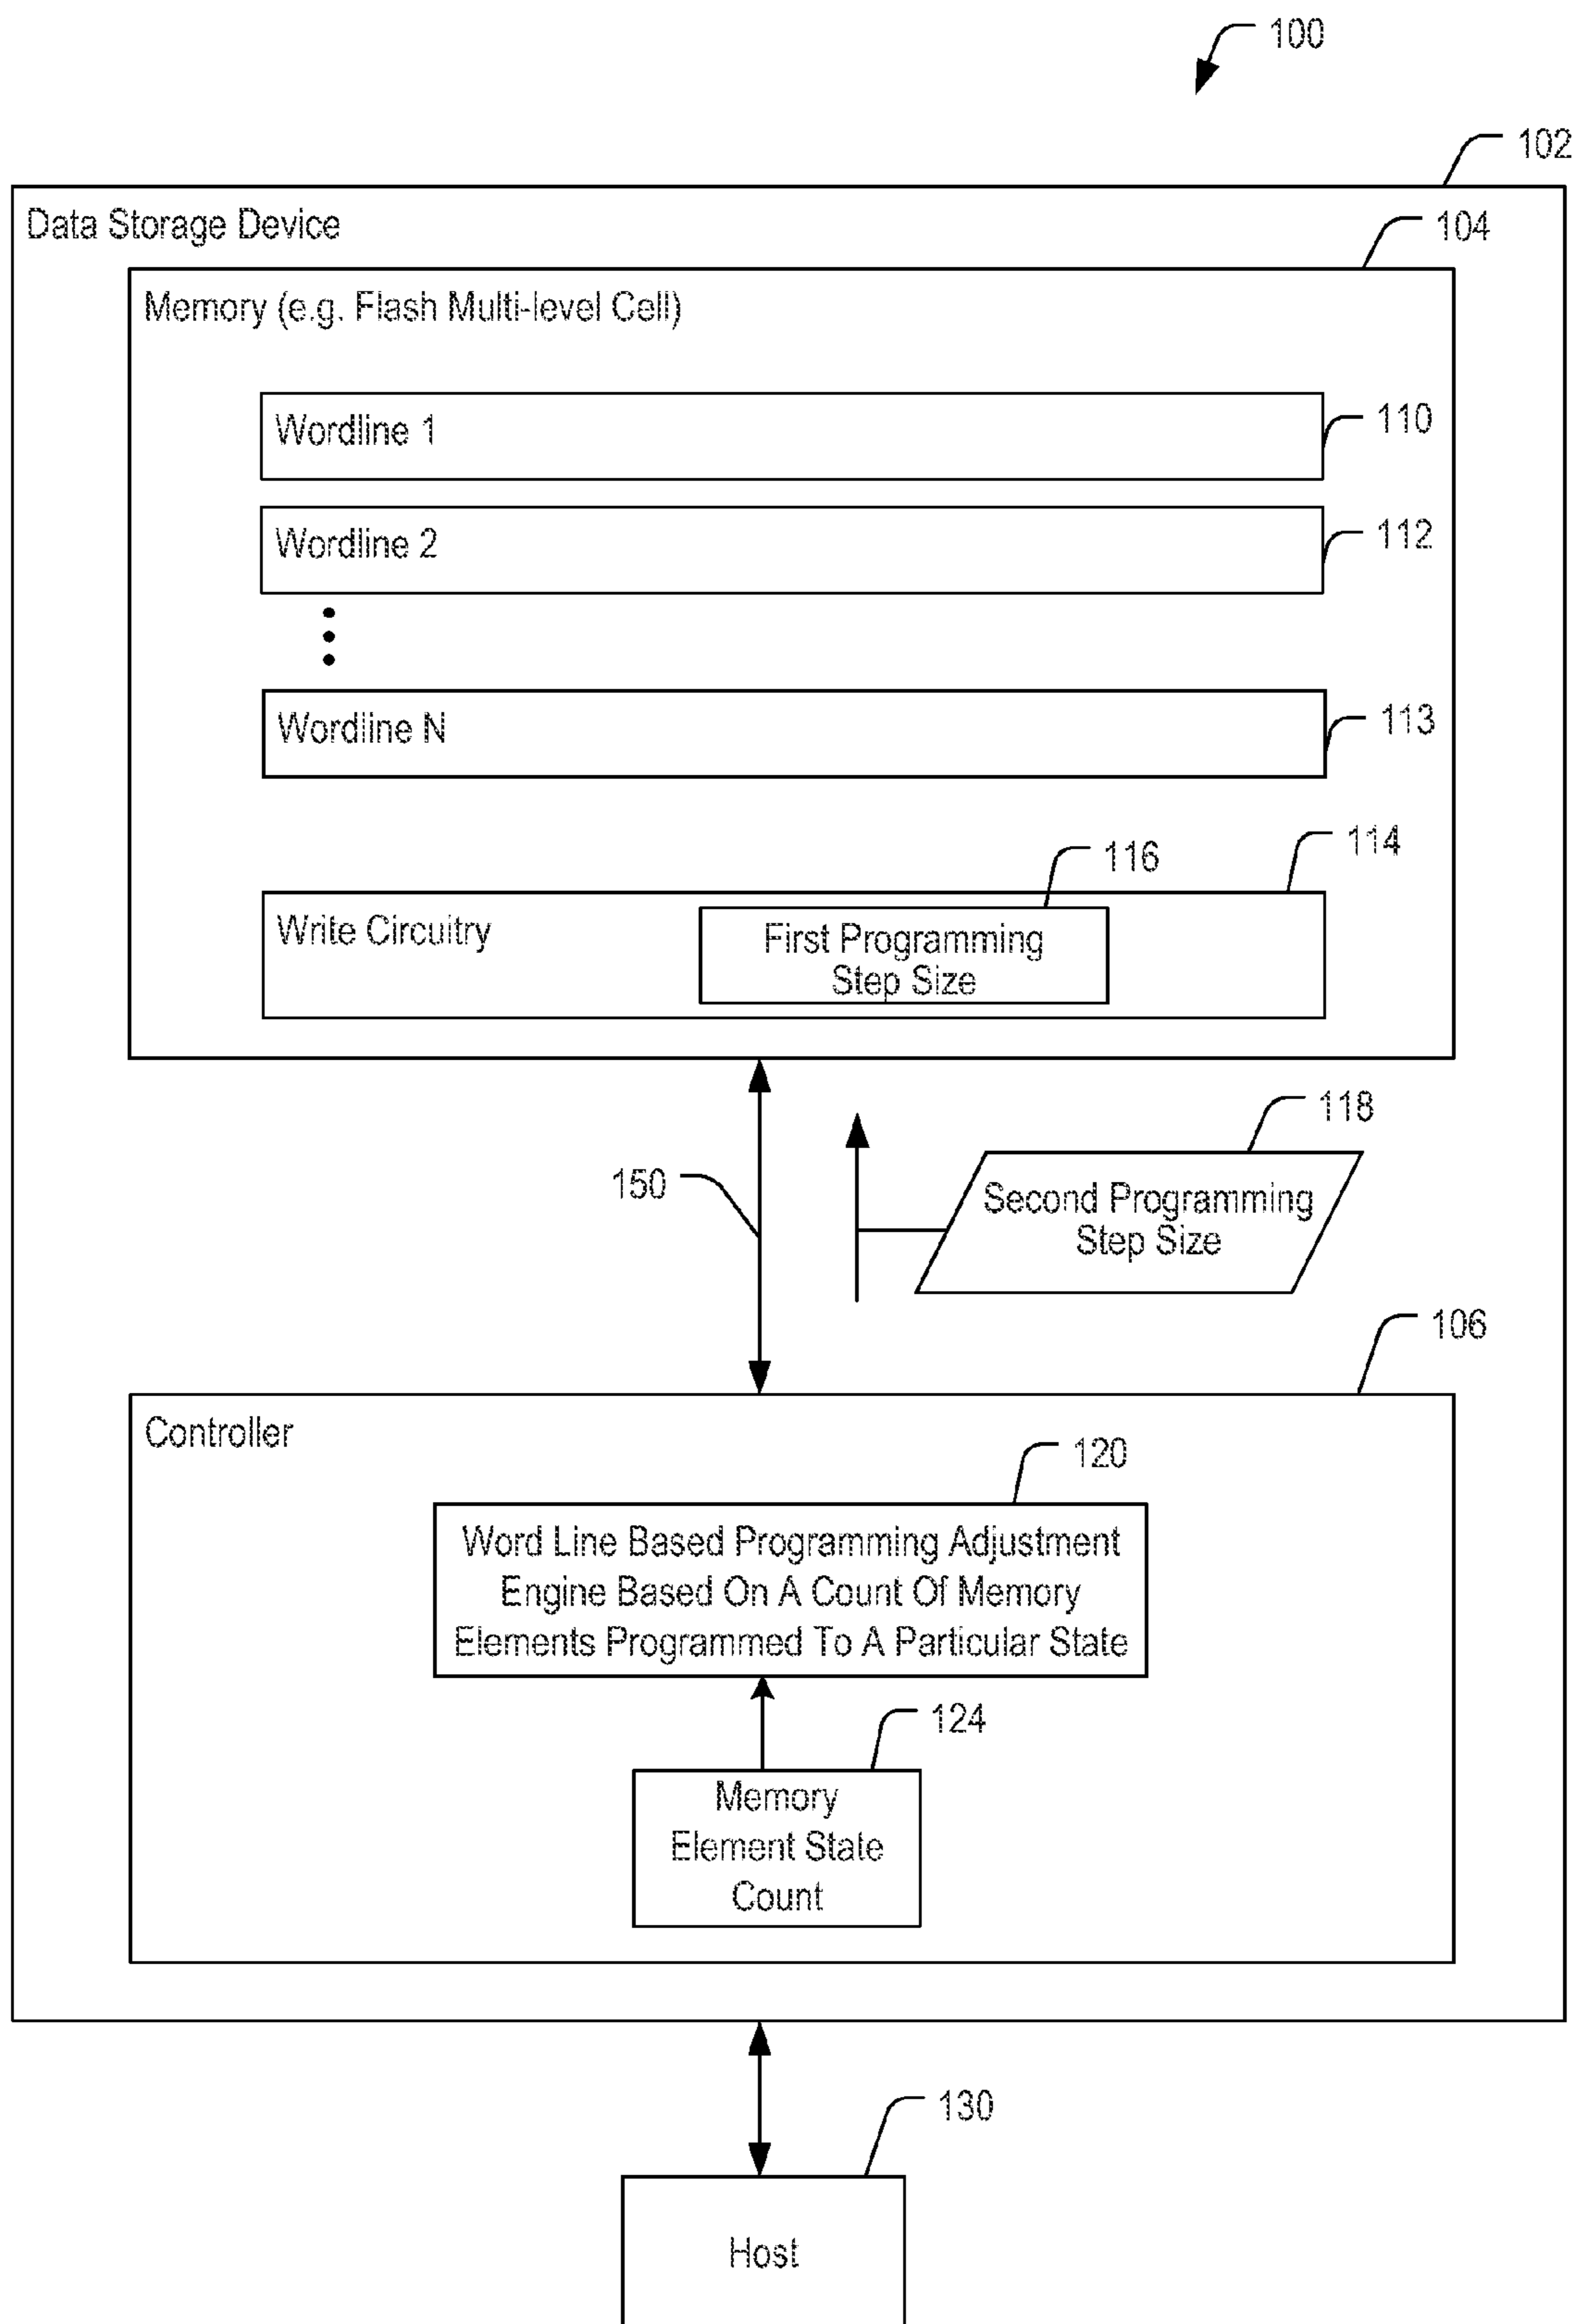 100
102
Data Storage Device
104
Memory (e.g. Flash Multi-level Cell)
Wordline 1
110
Wordline 2
112
Wordline N
113
114
116
Write Circuitry
First Programming
Step Size
118
150
Second Programming
Step Size
106
Controller
120
Word Line Based Programming Adjustment
Engine Based On A Count Of Memory
Elements Programmed To A Particular State
124
Memory
Element State
Count
130
Host